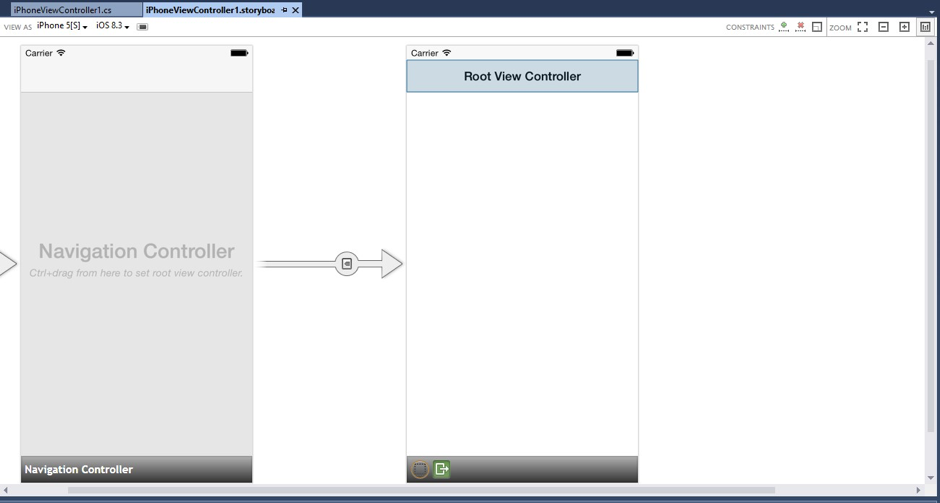 iPhoneViewController1.cs
iPhoneViewController1.storyboa
VIEW AS iPhone 5[S] iOS 8.3
CONSTRAINTS
ZOOM
Carrier
Carrier
Root View Controller
Navigation Controller
Ctrl+drag from here to set root view controller.
Navigation Controller